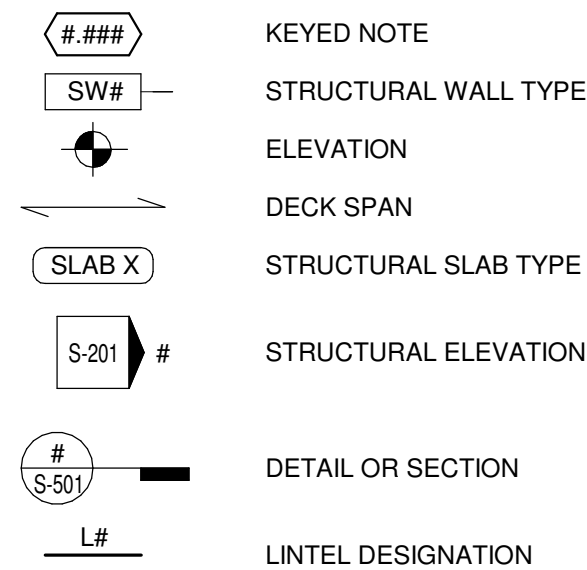 #.### KEYED NOTE
SW# STRUCTURAL WALL TYPE
ELEVATION
DECK SPAN
SLAB X STRUCTURAL SLAB TYPE
S-201 # STRUCTURAL ELEVATION
#
S-501 DETAIL OR SECTION
L# LINTEL DESIGNATION